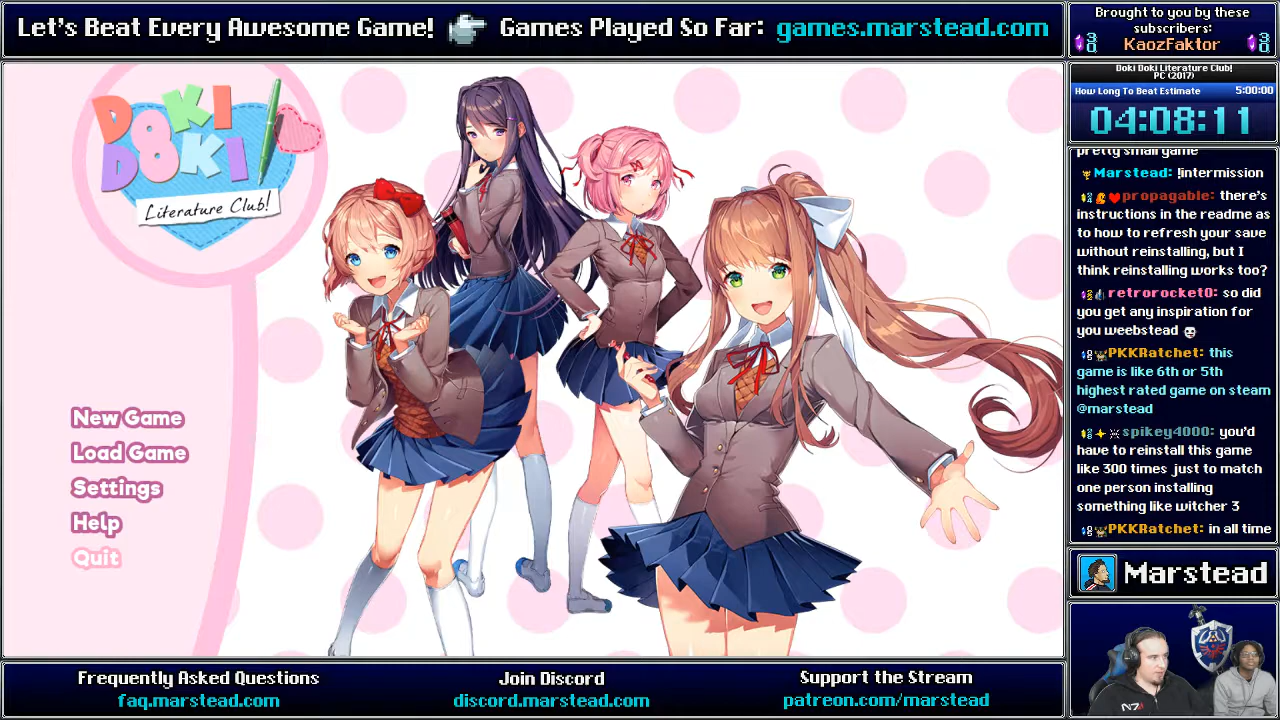 Let's Beat Every Awesome Game!
Games Played So Far: games.marstead.com
Brought to you by these
subscribers:
KaozFaktor
Doki Doki Literature Club!
PC (2017)
How Long To Beat Estimate 5:00:00
04:08:11
DOKI
DOKI
Literature Club!
New Game
Load Game
Settings
Help
Quit
pretty small game
Marstead: !intermission
propagable: there's
instructions in the readme as
to how to refresh your save
without reinstalling, but I
think reinstalling works too?
retrorocket0: so did
you get any inspiration for
you weebstead
PKKRatchet: this
game is like 6th or 5th
highest rated game on steam
@marstead
spikey4000: you'd
have to reinstall this game
like 300 times just to match
one person installing
something like witcher 3
PKKRatchet: in all time
Marstead
Frequently Asked Questions
faq.marstead.com
Join Discord
discord.marstead.com
Support the Stream
patreon.com/marstead